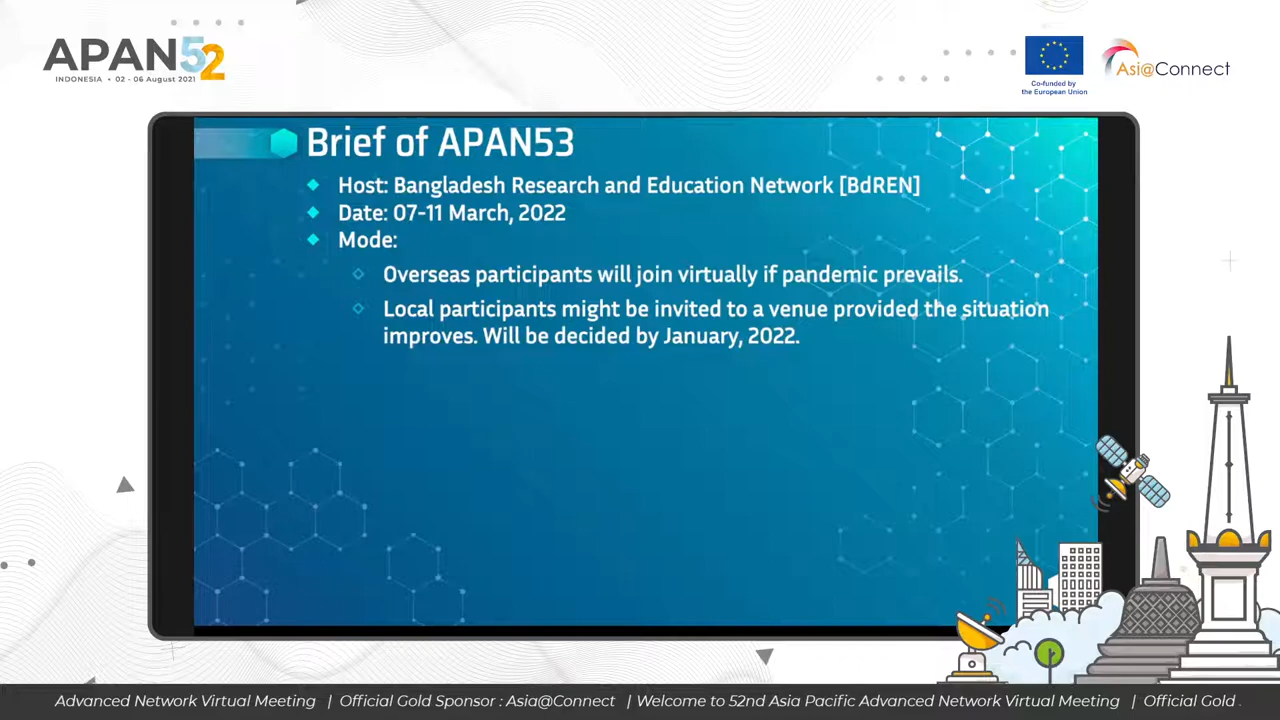 APAN52
INDONESIA • 02 - 06 August 2021
Co-funded by
the European Union
Asi@Connect
Brief of APAN53
Host: Bangladesh Research and Education Network [BdREN]
Date: 07-11 March, 2022
Mode:
Overseas participants will join virtually if pandemic prevails.
Local participants might be invited to a venue provided the situation
improves. Will be decided by January, 2022.
Advanced Network Virtual Meeting | Official Gold Sponsor : Asia@Connect | Welcome to 52nd Asia Pacific Advanced Network Virtual Meeting | Official Gold